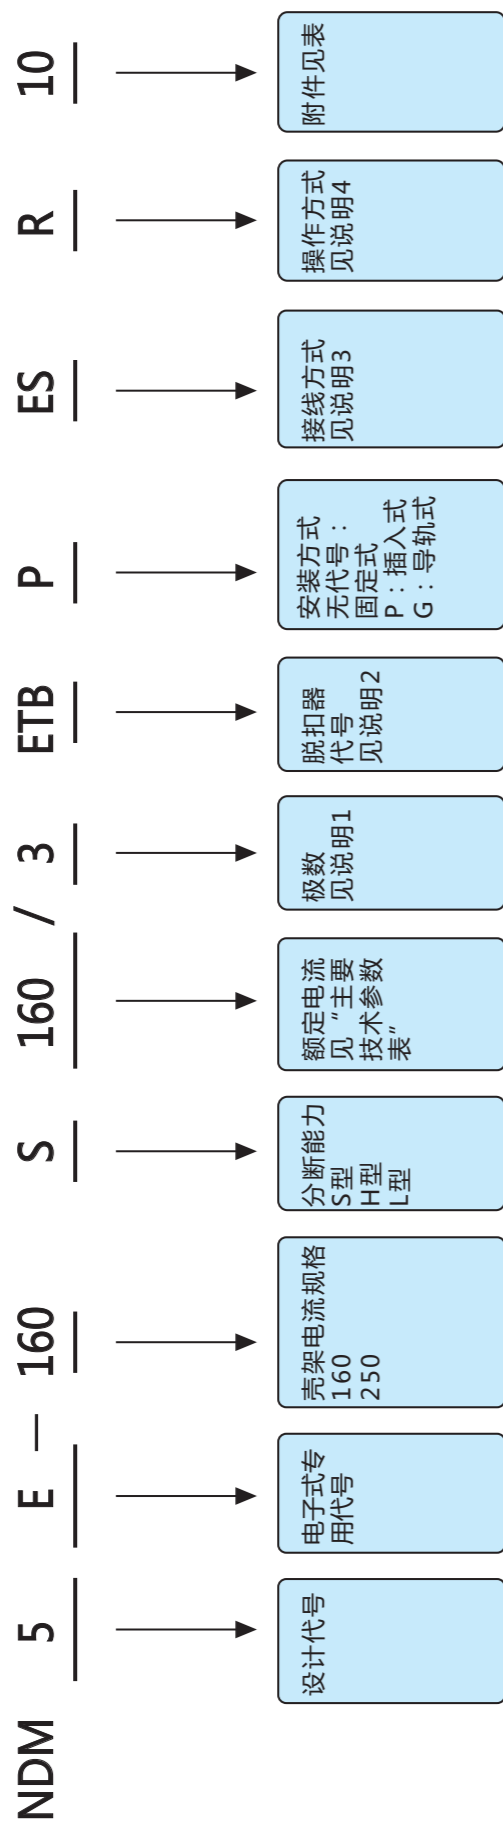 NDM 5 E — 160 S 160 / 3 ETB P ES R 10
设计代号
电子式专
用代号
壳架电流规格
160
250
分断能力
S型
H型
L型
额定电流
见“主要
技术参数
表”
极数
见说明1
脱扣器
代号
见说明2
安装方式
无代号：
固定式
P：插入式
G：导轨式
接线方式
见说明3
操作方式
见说明4
附件见表